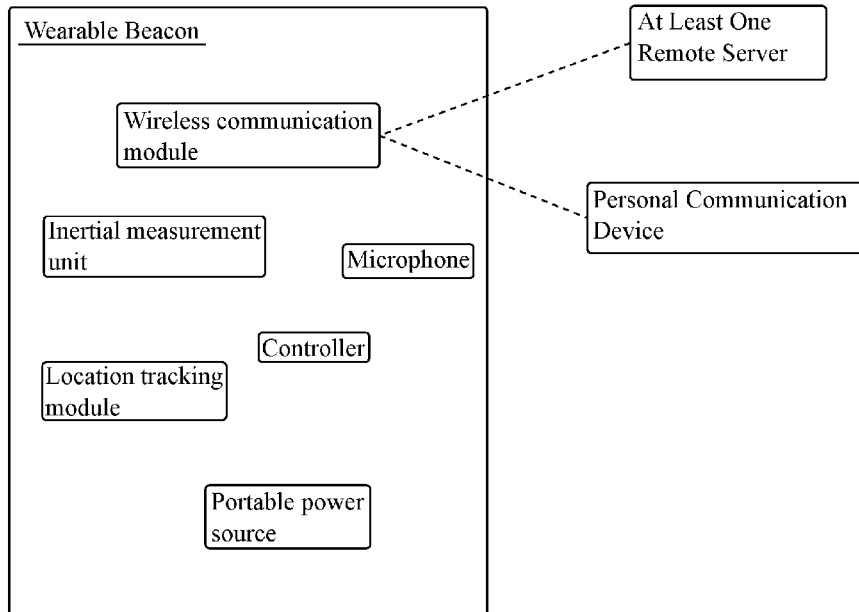 Wearable Beacon
At Least One
Remote Server
Wireless communication
module
Personal Communication
Device
Inertial measurement
unit
Microphone
Controller
Location tracking
module
Portable power
source